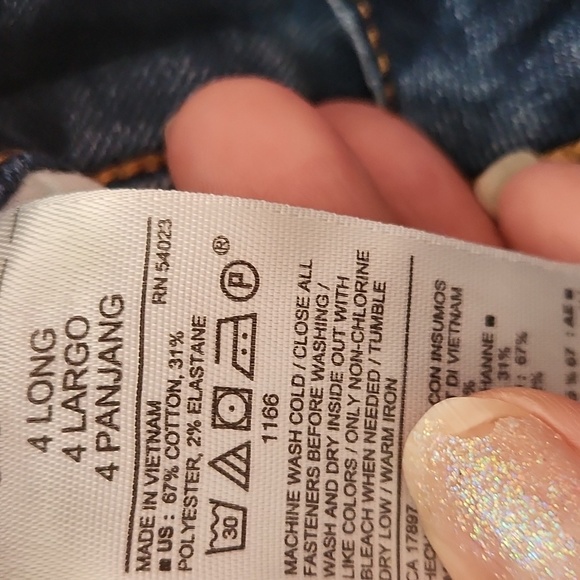 4 LONG
4 LARGO
4 PANJANG
RN 54023
MADE IN VIETNAM
■ US : 67% COTTON, 31%
POLYESTER, 2% ELASTANE
30
P
®
1166
MACHINE WASH COLD / CLOSE ALL
FASTENERS BEFORE WASHING /
WASH AND DRY INSIDE OUT WITH
LIKE COLORS / ONLY NON-CHLORINE
BLEACH WHEN NEEDED / TUMBLE
DRY LOW / WARM IRON
CA 17897
CON INSUMOS
DI VIETNAM
31%
: 67%